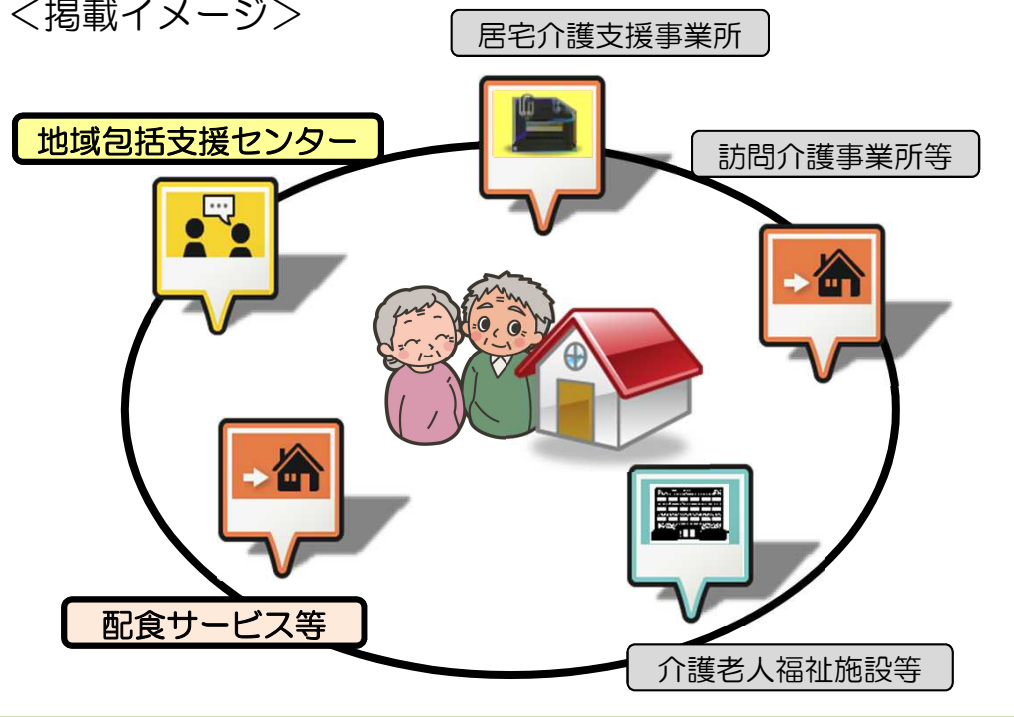 ＜掲載イメージ＞
居宅介護支援事業所
地域包括支援センター
訪問介護事業所等
配食サービス等
介護老人福祉施設等